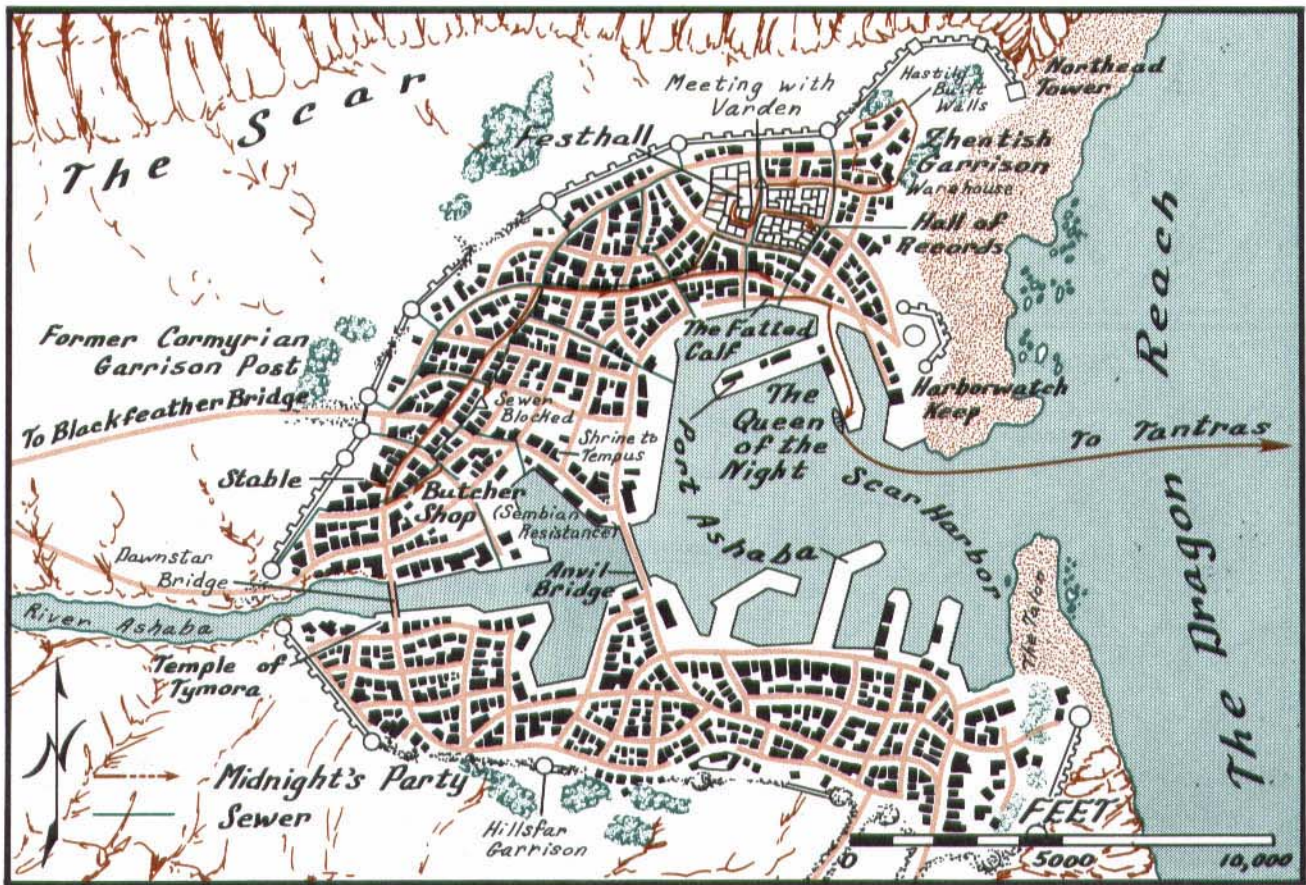 The Scar
Northead
Tower
Meeting with
Varden
Hastily
Built
Walls
Festhall
Zhentish
Garrison
Warehouse
Hall of
Records
The Dragon Reach
Former Cormyrian
Garrison Post
To Blackfeather Bridge
The Fatted
Calf
Harborwatch
Keep
Sewer
Blocked
The
Queen
of the
Night
To Tantras
Shrine to
Tempus
Port Ashaba
Scar Harbor
Stable
Butcher
Shop
(Sembian
Resistance)
Dawnstar
Bridge
Anvil
Bridge
River Ashaba
The Talon
Temple of
Tymora
N
Midnight's Party
Sewer
Hillsfar
Garrison
FEET
0 5000 10,000